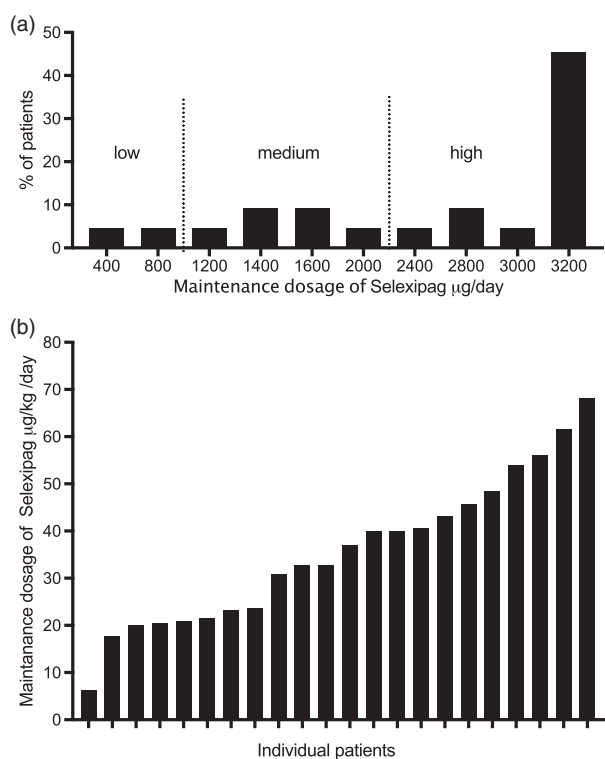 (a)
50
40
30
20
10
0
% of patients
low medium high
400 800 1200 1400 1600 2000 2400 2800 3000 3200
Maintenance dosage of Selexipag µg/day
(b)
80
70
60
50
40
30
20
10
0
Maintanance dosage of Selexipag µg/kg /day
Individual patients